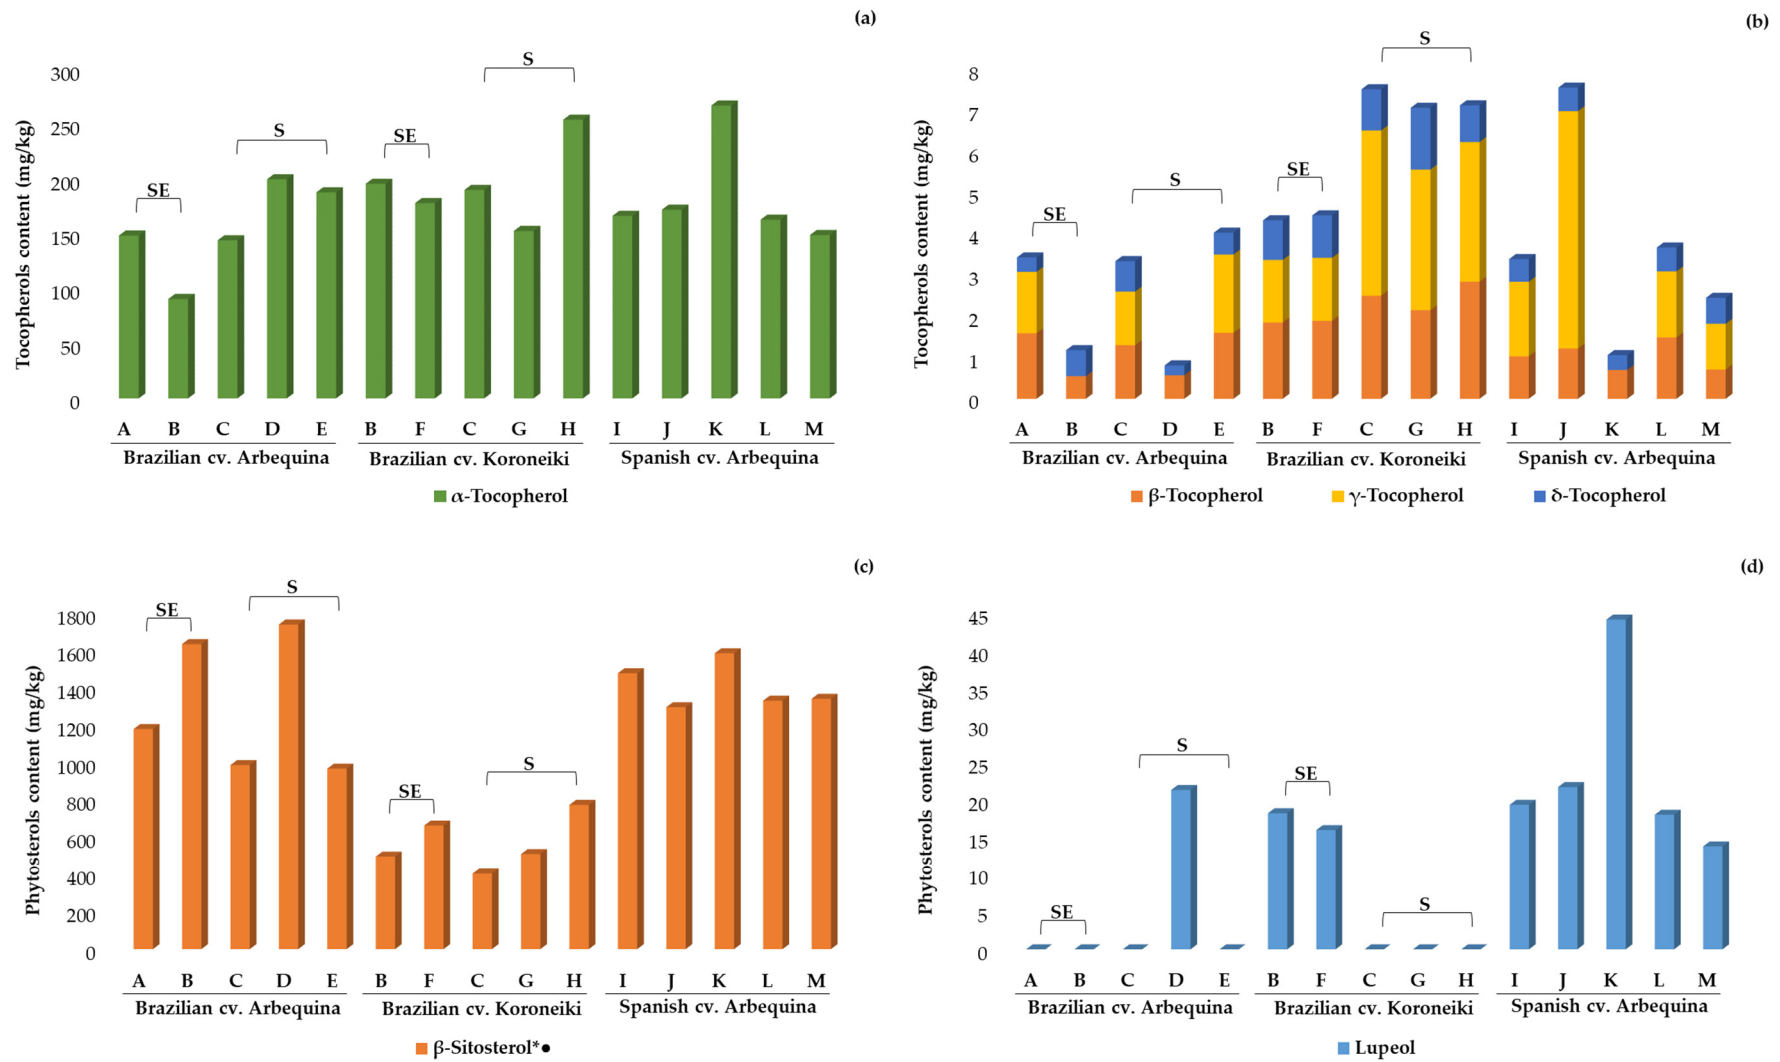 (a)
S
SE
S
SE
Tocopherols content (mg/kg)
300
250
200
150
100
50
0
A B C D E B F C G H I J K L M
Brazilian cv. Arbequina Brazilian cv. Koroneiki Spanish cv. Arbequina
α-Tocopherol
(b)
S
SE
S
SE
Tocopherols content (mg/kg)
8
7
6
5
4
3
2
1
0
A B C D E B F C G H I J K L M
Brazilian cv. Arbequina Brazilian cv. Koroneiki Spanish cv. Arbequina
β-Tocopherol γ-Tocopherol δ-Tocopherol
(c)
S
SE
S
SE
Phytosterols content (mg/kg)
1800
1600
1400
1200
1000
800
600
400
200
0
A B C D E B F C G H I J K L M
Brazilian cv. Arbequina Brazilian cv. Koroneiki Spanish cv. Arbequina
β-Sitosterol*●
(d)
S
SE
S
SE
Phytosterols content (mg/kg)
45
40
35
30
25
20
15
10
5
0
A B C D E B F C G H I J K L M
Brazilian cv. Arbequina Brazilian cv. Koroneiki Spanish cv. Arbequina
Lupeol